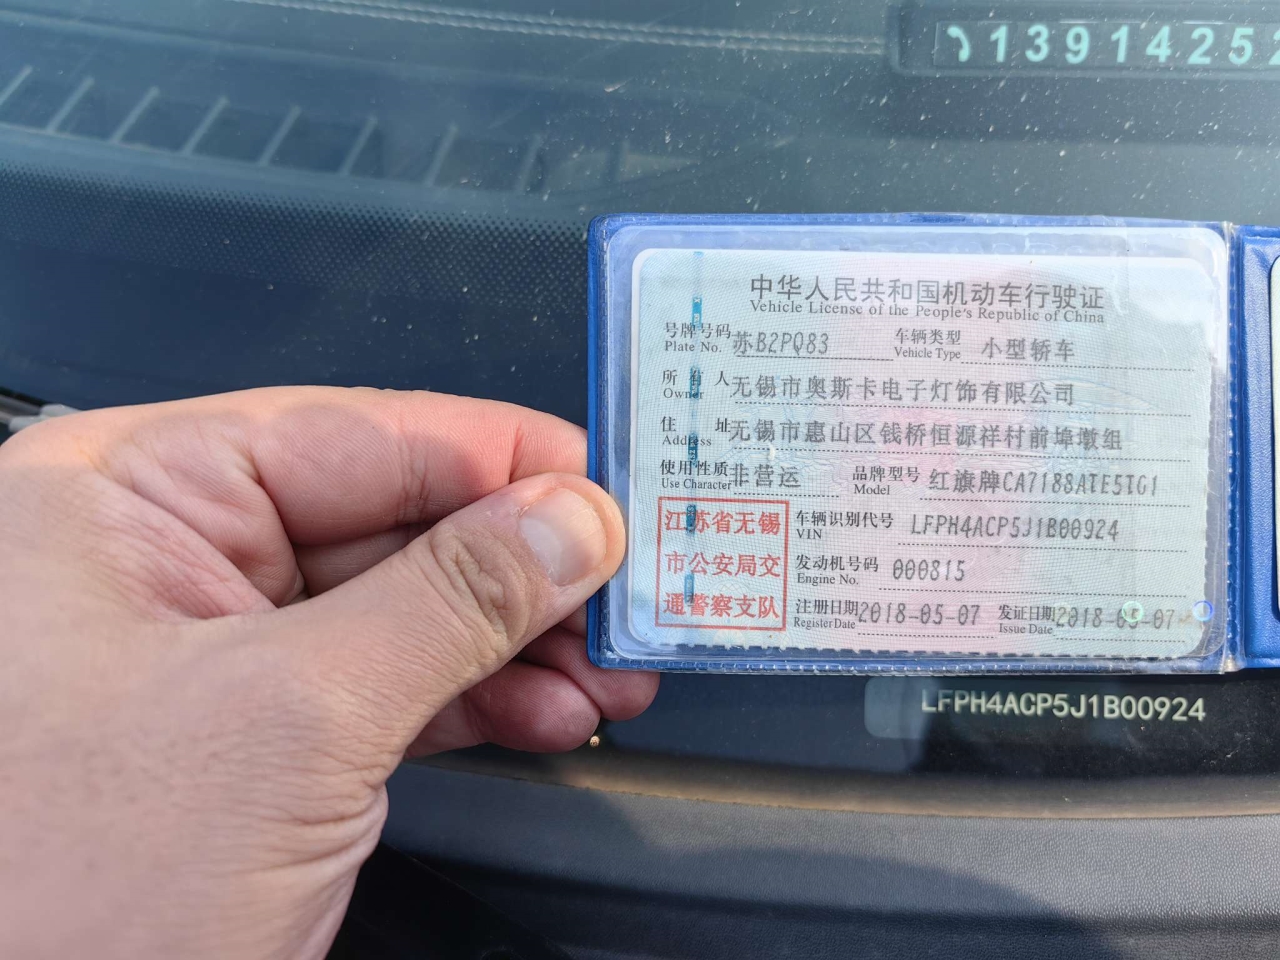 13914252
中华人民共和国机动车行驶证
Vehicle License of the People's Republic of China
号牌号码 苏B2PQ83 车辆类型 小型轿车
Plate No. Vehicle Type
所有人 无锡市奥斯卡电子灯饰有限公司
Owner
住址 无锡市惠山区钱桥恒源祥村前埠墩组
Address
使用性质 非营运 品牌型号 红旗牌CA7188ATE5TG1
Use Character Model
江苏省无锡
市公安局交
通警察支队
车辆识别代号 LFPH4ACP5J1B00924
VIN
发动机号码 000815
Engine No.
注册日期 2018-05-07 发证日期 2018-05-07
Register Date Issue Date
LFPH4ACP5J1B00924